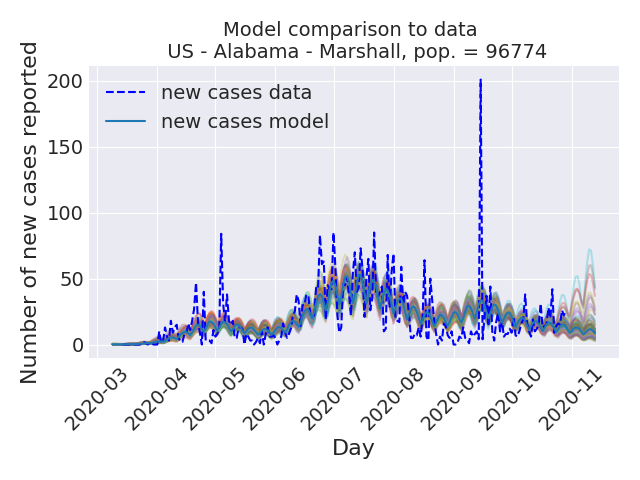 Model comparison to data
US - Alabama - Marshall, pop. = 96774
Number of new cases reported
200
150
100
50
0
new cases data
new cases model
2020-03
2020-04
2020-05
2020-06
2020-07
2020-08
2020-09
2020-10
2020-11
Day